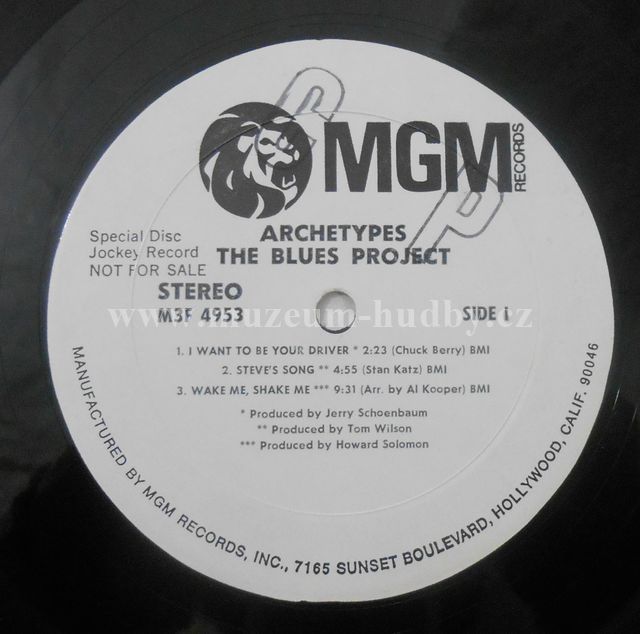 MGM
RECORDS
ARCHETYPES
THE BLUES PROJECT
Special Disc
Jockey Record
NOT FOR SALE
STEREO
M3F 4953
SIDE 1
www.muzeum-hudby.cz
1. I WANT TO BE YOUR DRIVER * 2:23 (Chuck Berry) BMI
2. STEVE'S SONG ** 4:55 (Stan Katz) BMI
3. WAKE ME, SHAKE ME *** 9:31 (Arr. by Al Kooper) BMI
* Produced by Jerry Schoenbaum
** Produced by Tom Wilson
*** Produced by Howard Solomon
MANUFACTURED BY MGM RECORDS, INC., 7165 SUNSET BOULEVARD, HOLLYWOOD, CALIF. 90046